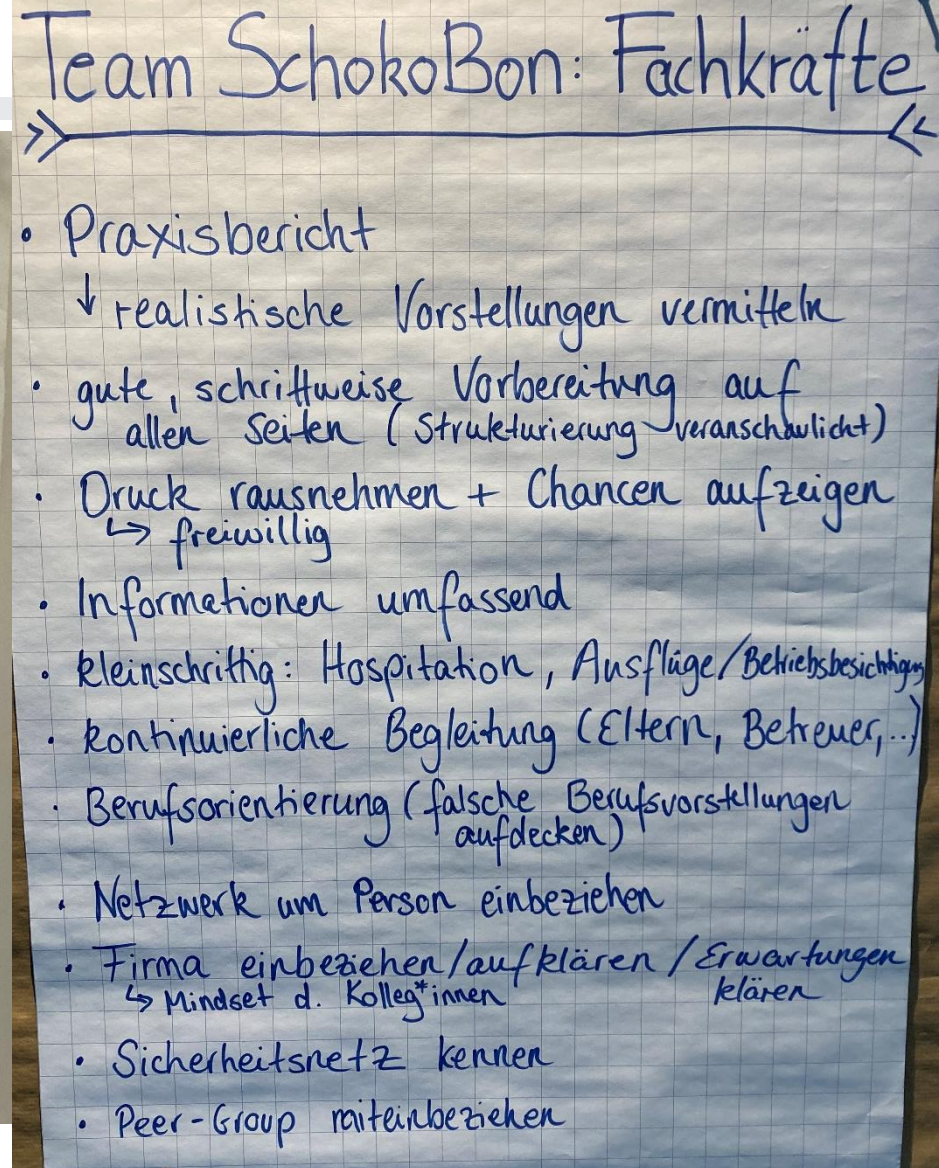 Team SchokoBon: Fachkräfte
• Praxisbericht
↓ realistische Vorstellungen vermitteln
• gute, schrittweise Vorbereitung auf
allen Seiten (Strukturierung veranschaulicht)
• Druck rausnehmen + Chancen aufzeigen
↳ freiwillig
• Informationen umfassend
• kleinschrittig: Hospitation, Ausflüge/Betriebsbesichtigung
• kontinuierliche Begleitung (Eltern, Betreuer,..)
• Berufsorientierung (falsche Berufsvorstellungen
aufdecken)
• Netzwerk um Person einbeziehen
• Firma einbeziehen/aufklären / Erwartungen
↳ Mindset d. Kolleg*innen klären
• Sicherheitsnetz kennen
• Peer-Group miteinbeziehen